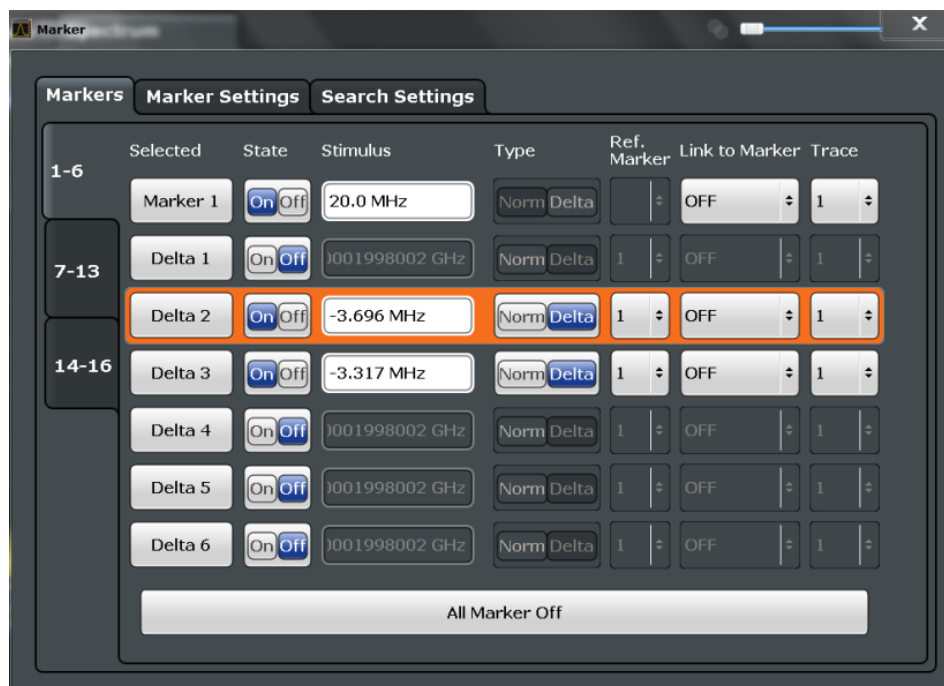 Marker
Markers Marker Settings Search Settings
1-6
7-13
14-16
Selected State Stimulus Type Ref. Marker Link to Marker Trace
Marker 1 On Off 20.0 MHz Norm Delta OFF 1
Delta 1 On Off 0001998002 GHz Norm Delta 1 OFF 1
Delta 2 On Off -3.696 MHz Norm Delta 1 OFF 1
Delta 3 On Off -3.317 MHz Norm Delta 1 OFF 1
Delta 4 On Off 0001998002 GHz Norm Delta 1 OFF 1
Delta 5 On Off 0001998002 GHz Norm Delta 1 OFF 1
Delta 6 On Off 0001998002 GHz Norm Delta 1 OFF 1
All Marker Off